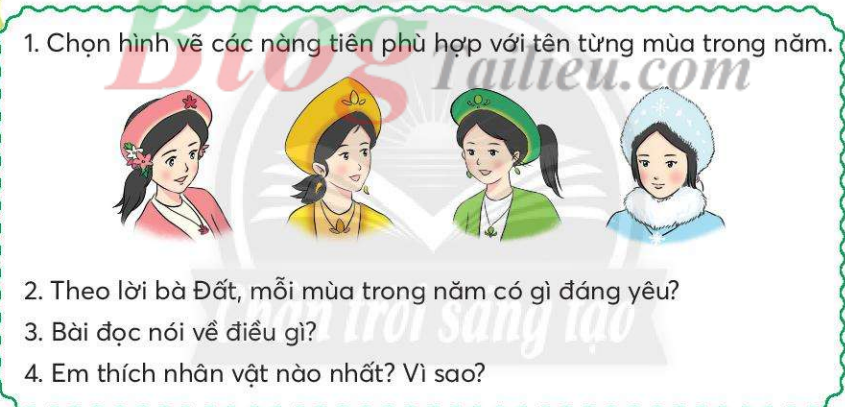 1. Chọn hình vẽ các nàng tiên phù hợp với tên từng mùa trong năm.
Blog
Tailieu.com
2. Theo lời bà Đất, mỗi mùa trong năm có gì đáng yêu?
3. Bài đọc nói về điều gì?
Chân trời sáng tạo
4. Em thích nhân vật nào nhất? Vì sao?